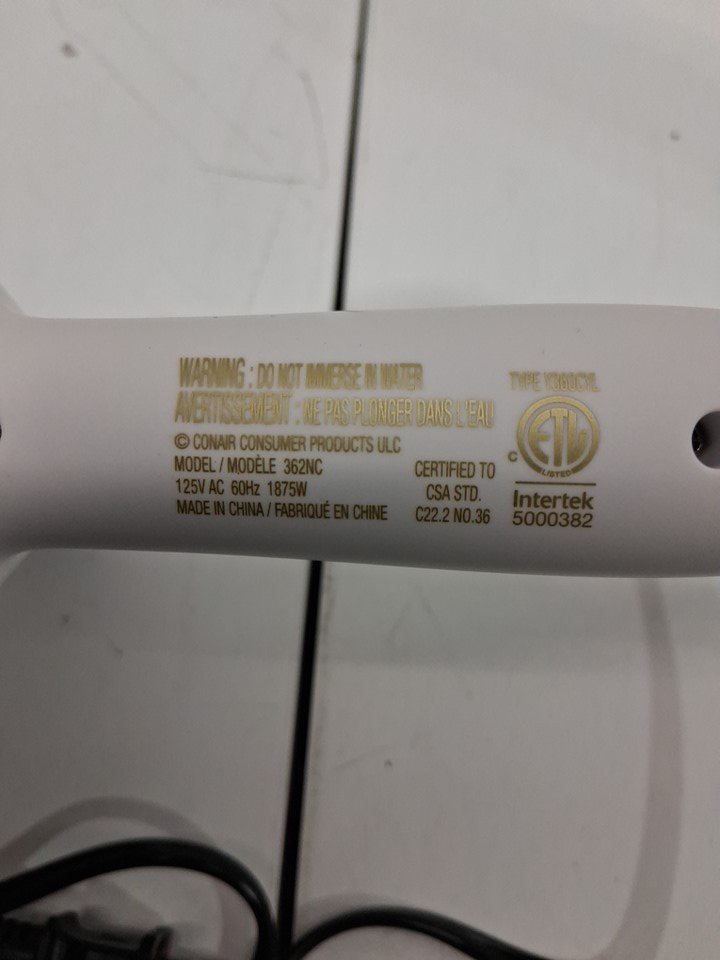 WARNING : DO NOT IMMERSE IN WATER
AVERTISSEMENT : NE PAS PLONGER DANS L'EAU
© CONAIR CONSUMER PRODUCTS ULC
MODEL / MODÈLE 362NC
125V AC 60Hz 1875W
MADE IN CHINA / FABRIQUÉ EN CHINE
CERTIFIED TO
CSA STD.
C22.2 NO.36
TYPE
C ETL
LISTED
Intertek
5000382